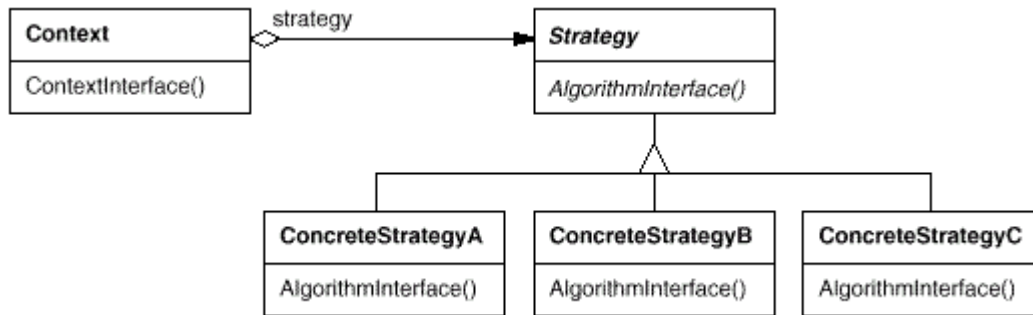 Context
ContextInterface()
strategy
Strategy
AlgorithmInterface()
ConcreteStrategyA
AlgorithmInterface()
ConcreteStrategyB
AlgorithmInterface()
ConcreteStrategyC
AlgorithmInterface()